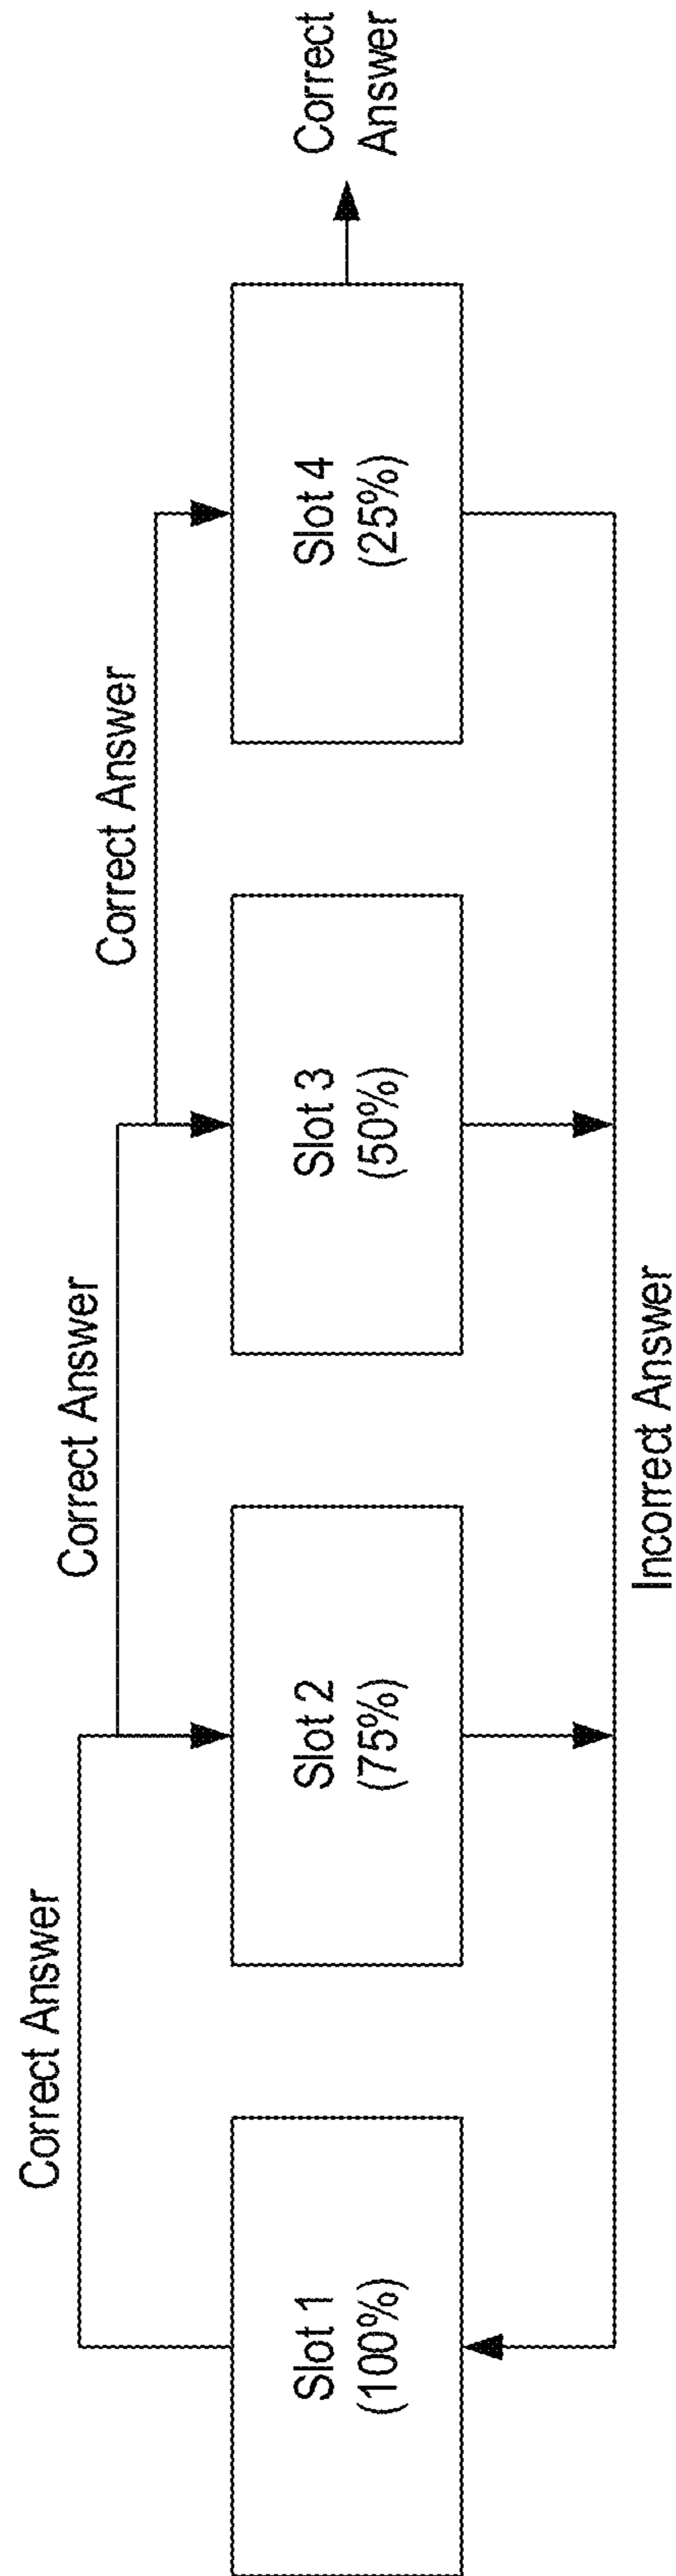 Correct Answer
Correct Answer
Correct Answer
Slot 1
(100%)
Slot 2
(75%)
Slot 3
(50%)
Slot 4
(25%)
Correct
Answer
Incorrect Answer